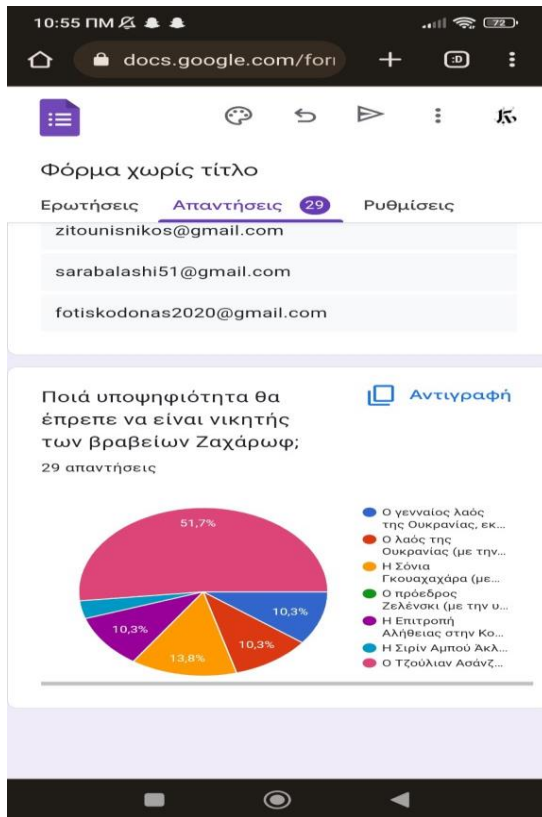 10:55 ΠΜ
72
docs.google.com/for
:D
Φόρμα χωρίς τίτλο
Ερωτήσεις Απαντήσεις 29 Ρυθμίσεις
zitounisnikos@gmail.com
sarabalashi51@gmail.com
fotiskodonas2020@gmail.com
Ποιά υποψηφιότητα θα
έπρεπε να είναι νικητής
των βραβείων Ζαχάρωφ;
Αντιγραφή
29 απαντήσεις
51,7%
10,3%
10,3%
13,8%
10,3%
Ο γενναίος λαός
της Ουκρανίας, εκ...
Ο λαός της
Ουκρανίας (με την...
Η Σόνια
Γκουαχαχάρα (με...
Ο πρόεδρος
Ζελένσκι (με την υ...
Η Επιτροπή
Αλήθειας στην Κο...
Η Σιρίν Αμπού Άκλ...
Ο Τζούλιαν Ασάνζ...